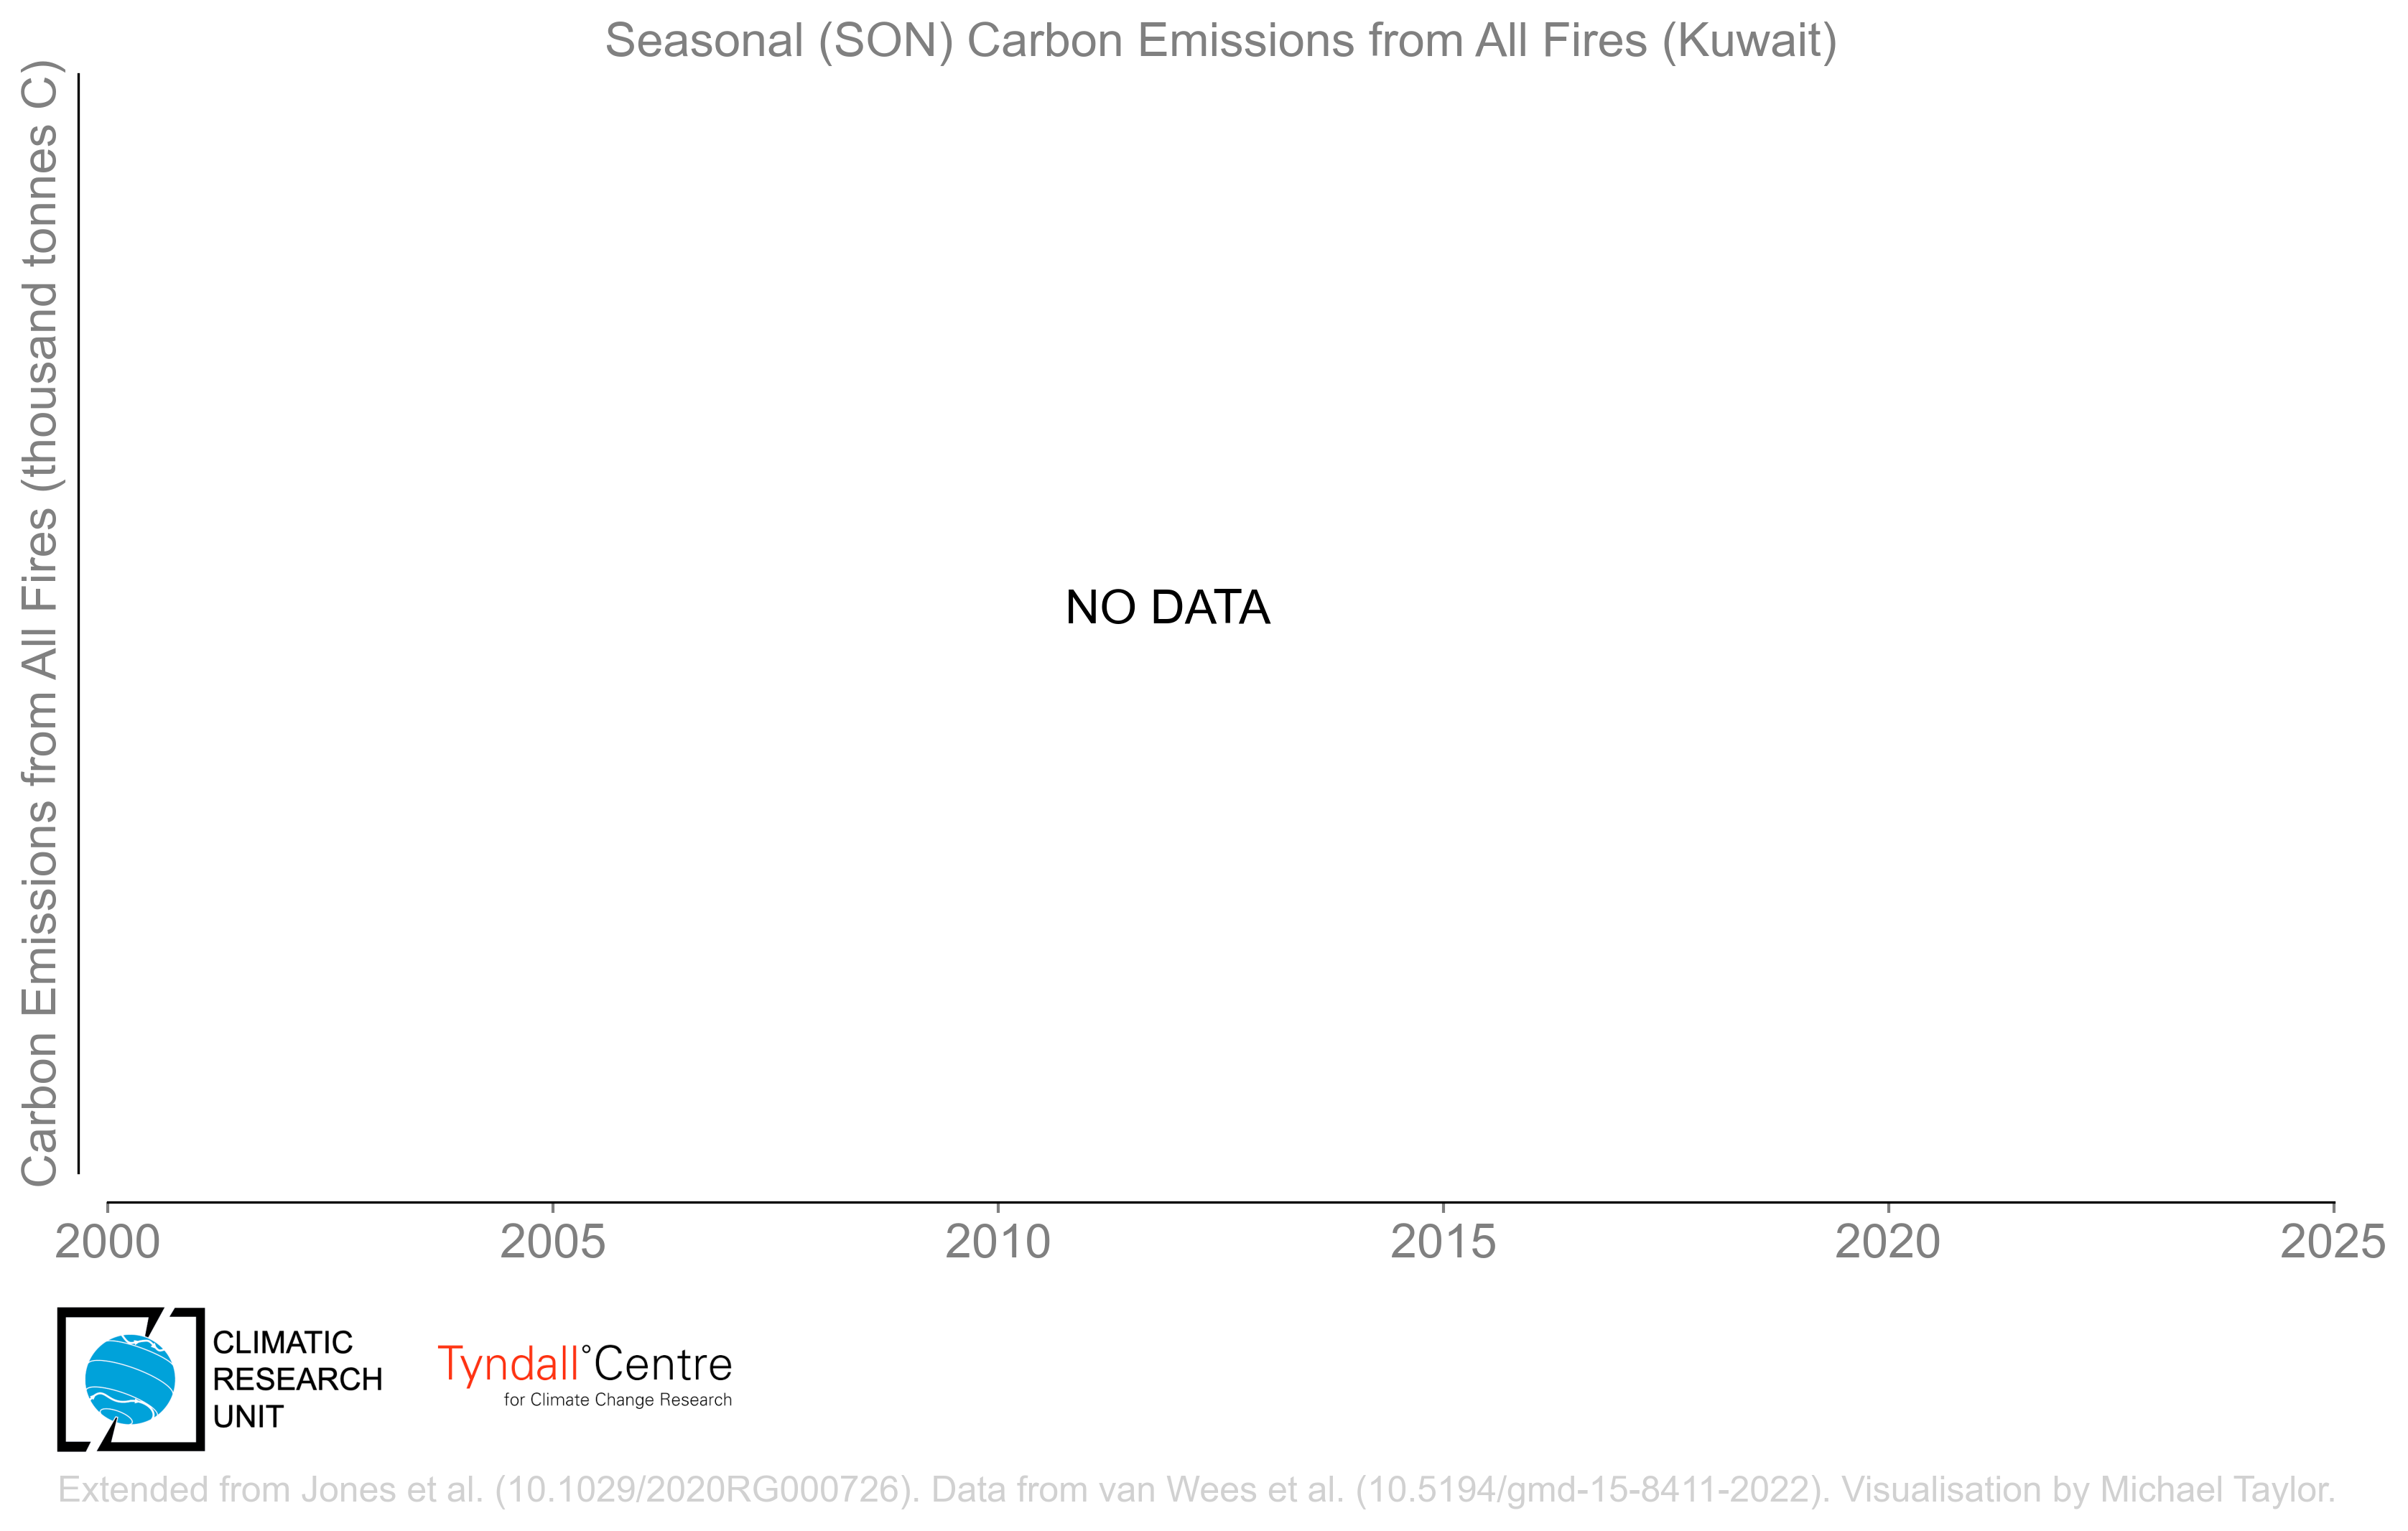 Seasonal (SON) Carbon Emissions from All Fires (Kuwait)
Carbon Emissions from All Fires (thousand tonnes C)
NO DATA
2000 2005 2010 2015 2020 2025
CLIMATIC
RESEARCH
UNIT
Tyndall°Centre
for Climate Change Research
Extended from Jones et al. (10.1029/2020RG000726). Data from van Wees et al. (10.5194/gmd-15-8411-2022). Visualisation by Michael Taylor.